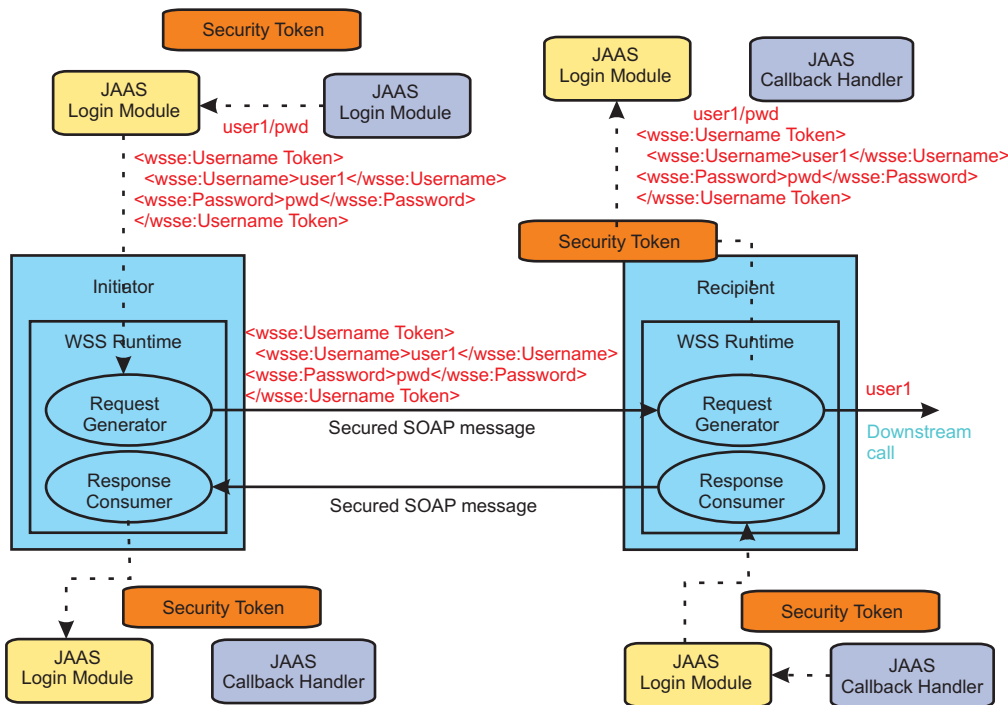 Security Token
JAAS
Login Module
JAAS
Login Module
user1/pwd
<wsse:Username Token>
<wsse:Username>user1</wsse:Username>
<wsse:Password>pwd</wsse:Password>
</wsse:Username Token>
JAAS
Login Module
JAAS
Callback Handler
user1/pwd
<wsse:Username Token>
<wsse:Username>user1</wsse:Username>
<wsse:Password>pwd</wsse:Password>
</wsse:Username Token>
Security Token
Initiator
WSS Runtime
Request
Generator
Response
Consumer
<wsse:Username Token>
<wsse:Username>user1</wsse:Username>
<wsse:Password>pwd</wsse:Password>
</wsse:Username Token>
Secured SOAP message
Secured SOAP message
Recipient
WSS Runtime
Request
Generator
Response
Consumer
user1
Downstream
call
Security Token
JAAS
Login Module
JAAS
Callback Handler
Security Token
JAAS
Login Module
JAAS
Callback Handler